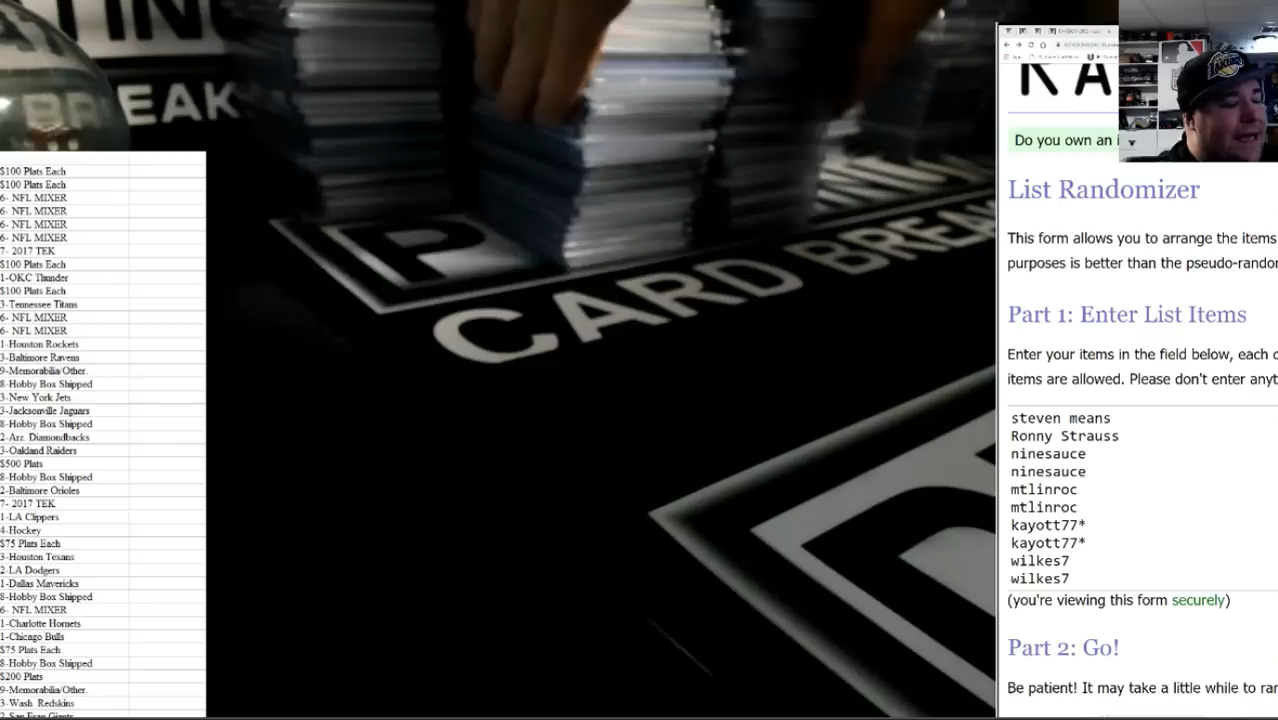 TING
BREAK
BREAK
$100 Plats Each
$100 Plats Each
6- NFL MIXER
6- NFL MIXER
6- NFL MIXER
6- NFL MIXER
7- 2017 TEK
$100 Plats Each
1-OKC Thunder
$100 Plats Each
3-Tennessee Titans
6- NFL MIXER
6- NFL MIXER
1-Houston Rockets
3-Baltimore Ravens
9-Memorabilia/Other.
8-Hobby Box Shipped
3-New York Jets
3-Jacksonville Jaguars
8-Hobby Box Shipped
2-Arz. Diamondbacks
3-Oakland Raiders
$500 Plats
8-Hobby Box Shipped
2-Baltimore Orioles
7- 2017 TEK
1-LA Clippers
4-Hockey
$75 Plats Each
3-Houston Texans
2-LA Dodgers
1-Dallas Mavericks
8-Hobby Box Shipped
6- NFL MIXER
1-Charlotte Hornets
1-Chicago Bulls
$75 Plats Each
8-Hobby Box Shipped
$200 Plats
9-Memorabilia/Other.
3-Wash Redskins
2-San Fran Giants
CARD BREA
R A
Do you own an i
List Randomizer
This form allows you to arrange the items
purposes is better than the pseudo-random
Part 1: Enter List Items
Enter your items in the field below, each o
items are allowed. Please don't enter anyt
steven means
Ronny Strauss
ninesauce
ninesauce
mtlinroc
mtlinroc
kayott77*
kayott77*
wilkes7
wilkes7
(you're viewing this form securely)
Part 2: Go!
Be patient! It may take a little while to ran